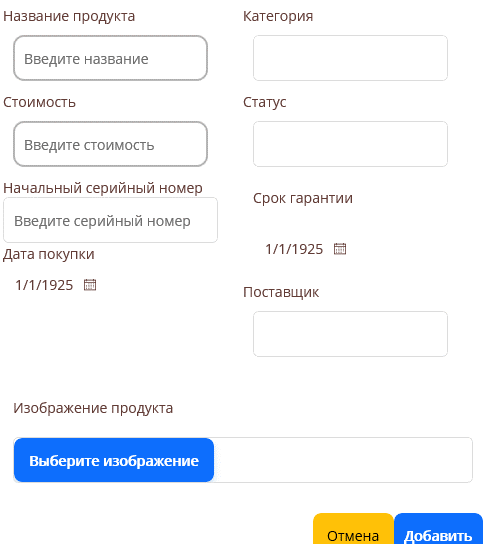 Название продукта
Категория
Введите название
Стоимость
Статус
Введите стоимость
Начальный серийный номер
Срок гарантии
Введите серийный номер
Дата покупки
1/1/1925
1/1/1925
Поставщик
Изображение продукта
Выберите изображение
Отмена
Добавить